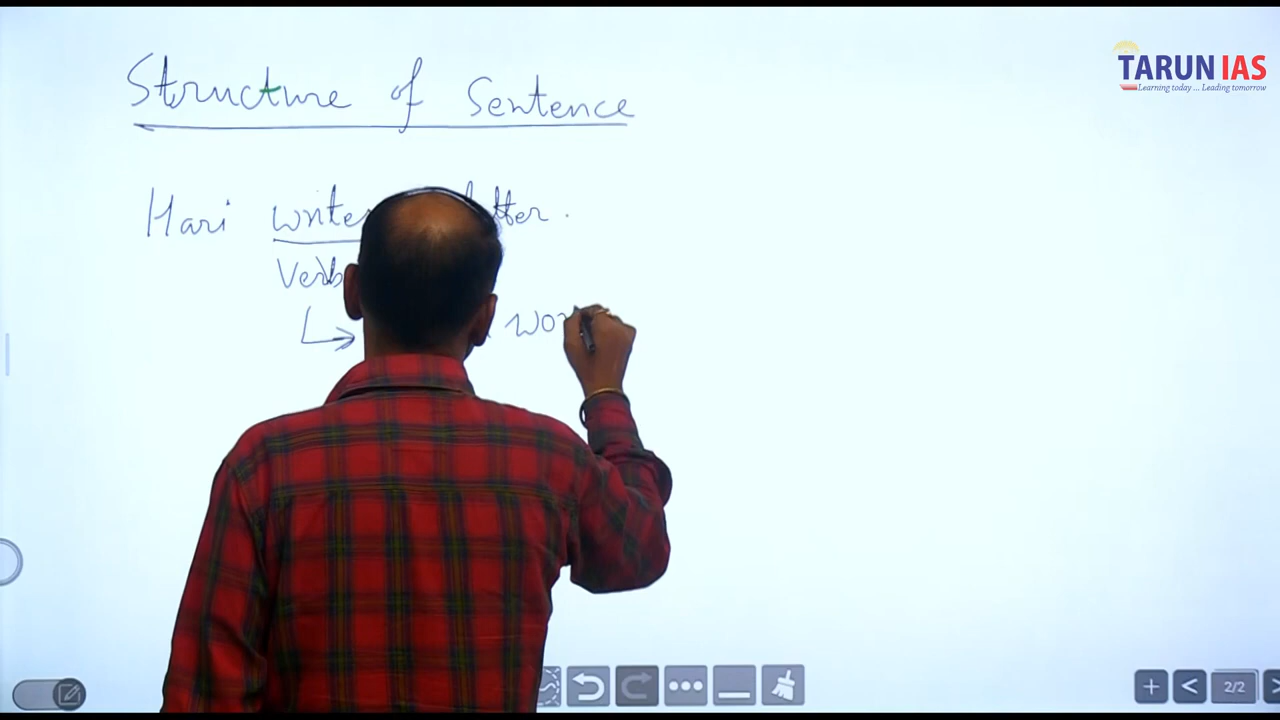 Structure of Sentence
TARUN IAS
Learning today ... Leading tomorrow
Hari
Verb
2/2